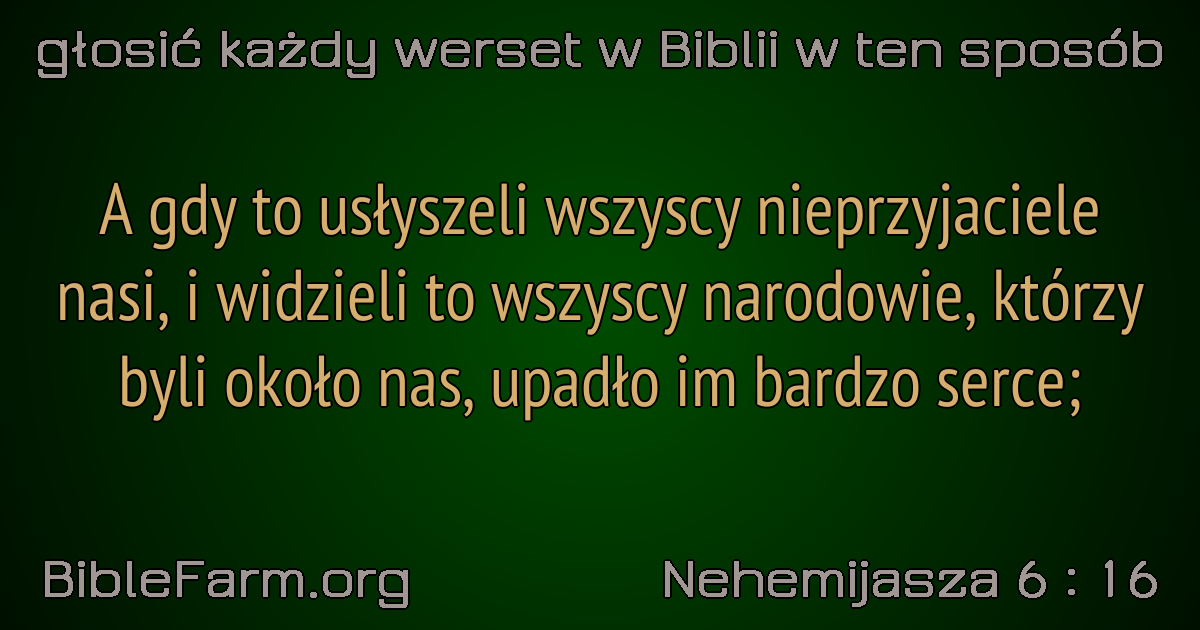 głosić każdy werset w Biblii w ten sposób
A gdy to usłyszeli wszyscy nieprzyjaciele
nasi, i widzieli to wszyscy narodowie, którzy
byli około nas, upadło im bardzo serce;
BibleFarm.org
Nehemijasza 6 : 16